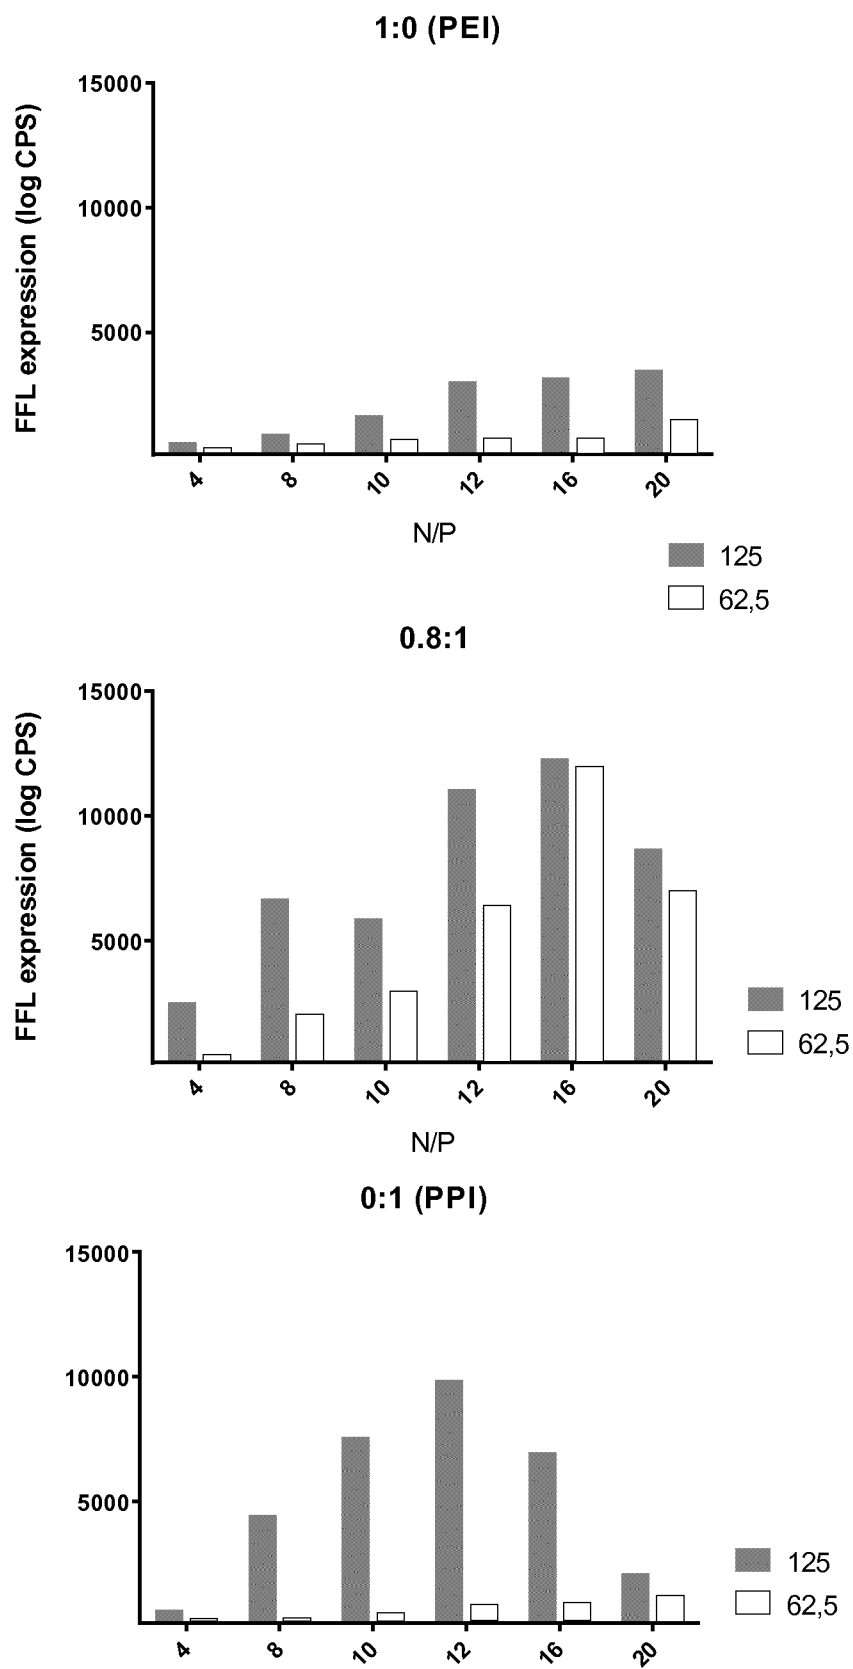 1:0 (PEI)
FFL expression (log CPS)
15000
10000
5000
4 8 10 12 16 20
N/P
125
62,5
0.8:1
FFL expression (log CPS)
15000
10000
5000
4 8 10 12 16 20
N/P
125
62,5
0:1 (PPI)
15000
10000
5000
4 8 10 12 16 20
125
62,5